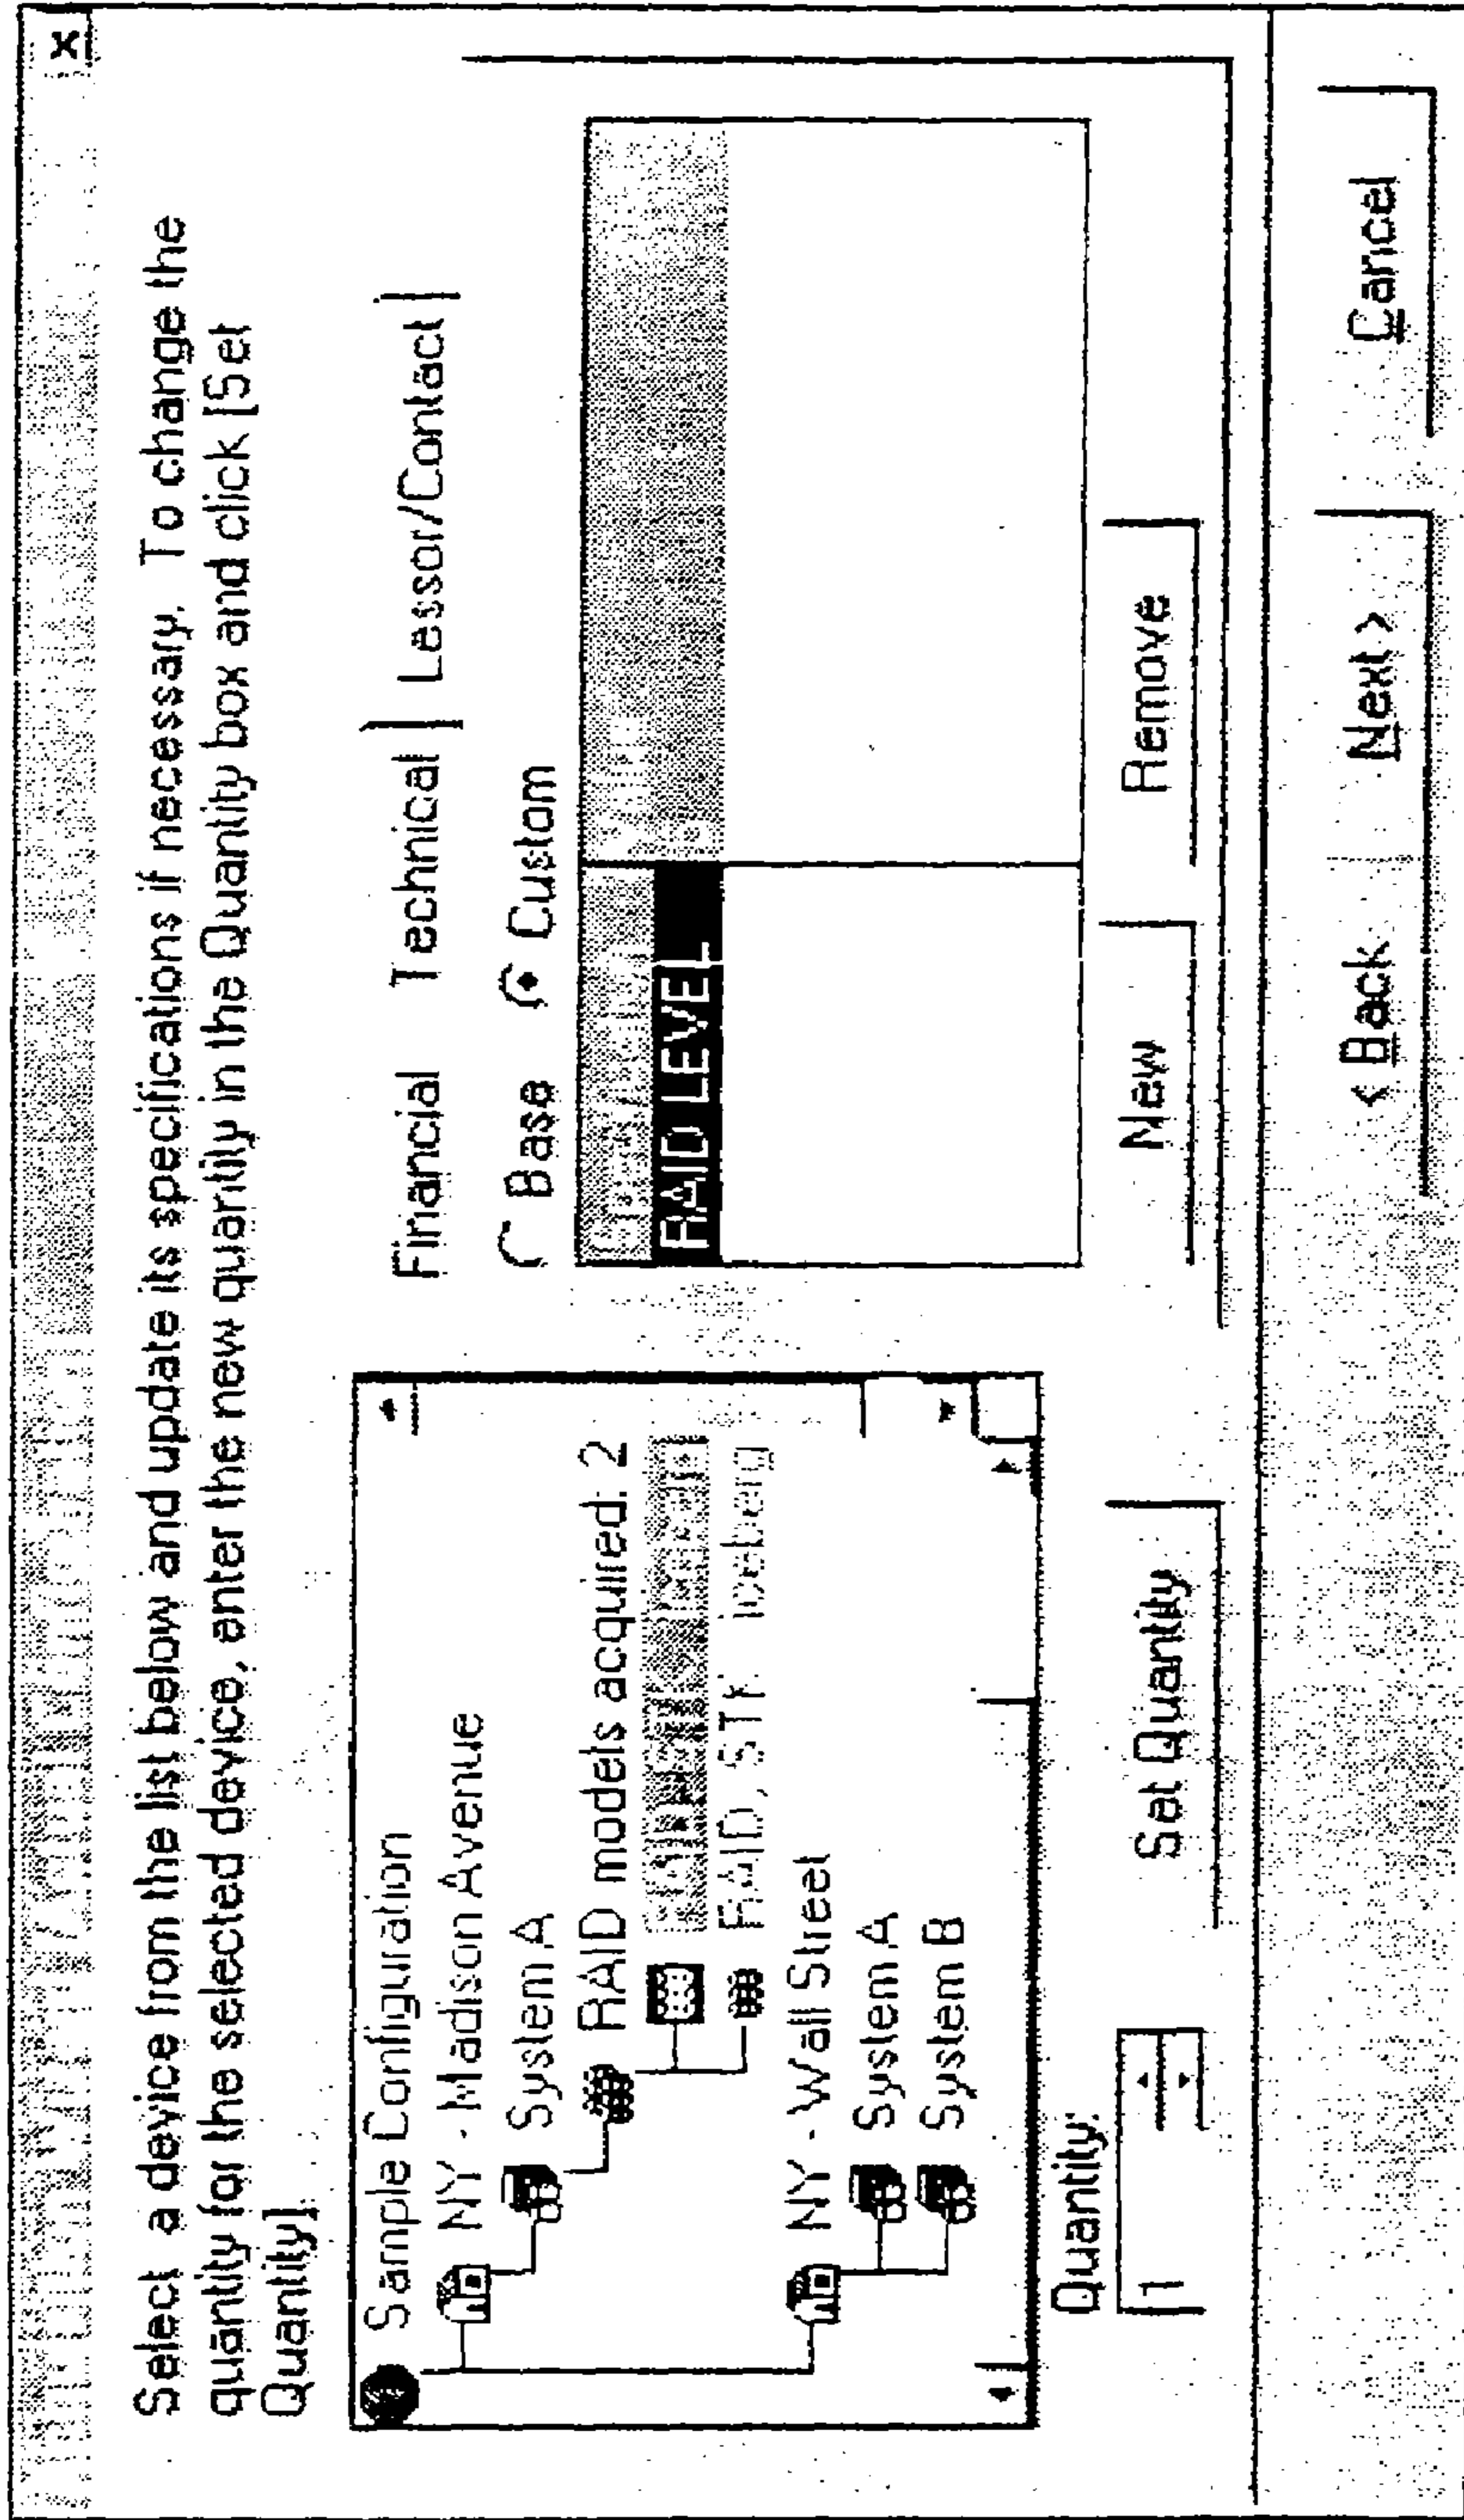 Select a device from the list below and update its specifications if necessary. To change the
quantity for the selected device, enter the new quantity in the Quantity box and click [Set
Quantity].
Sample Configuration
NY - Madison Avenue
System A
RAID models acquired: 2
RAID, STK Iceberg
NY - Wall Street
System A
System B
Quantity:
1
Set Quantity
Financial
Technical
Lessor/Contact
Base
Custom
RAID LEVEL
New
Remove
< Back
Next >
Cancel